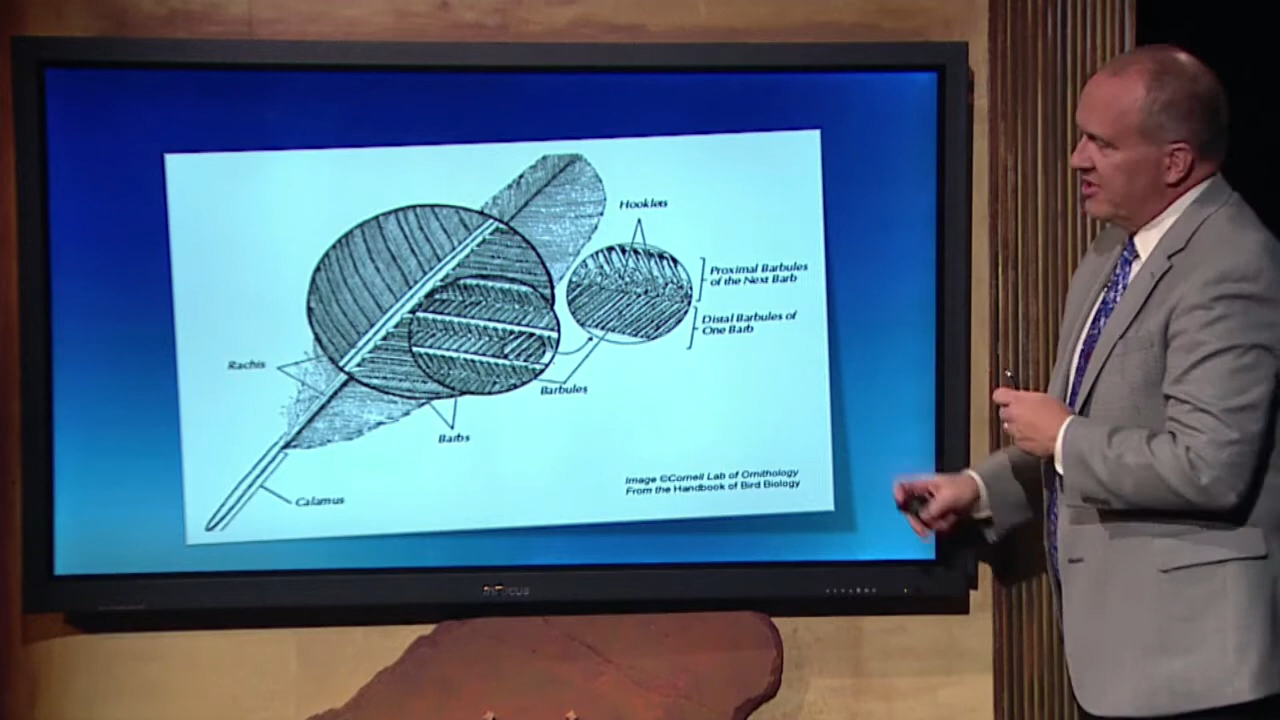 Hooklets
Proximal Barbules
of the Next Barb
Distal Barbules of
One Barb
Rachis
Barbules
Barbs
Calamus
Image ©Cornell Lab of Ornithology
From the Handbook of Bird Biology
InFocus